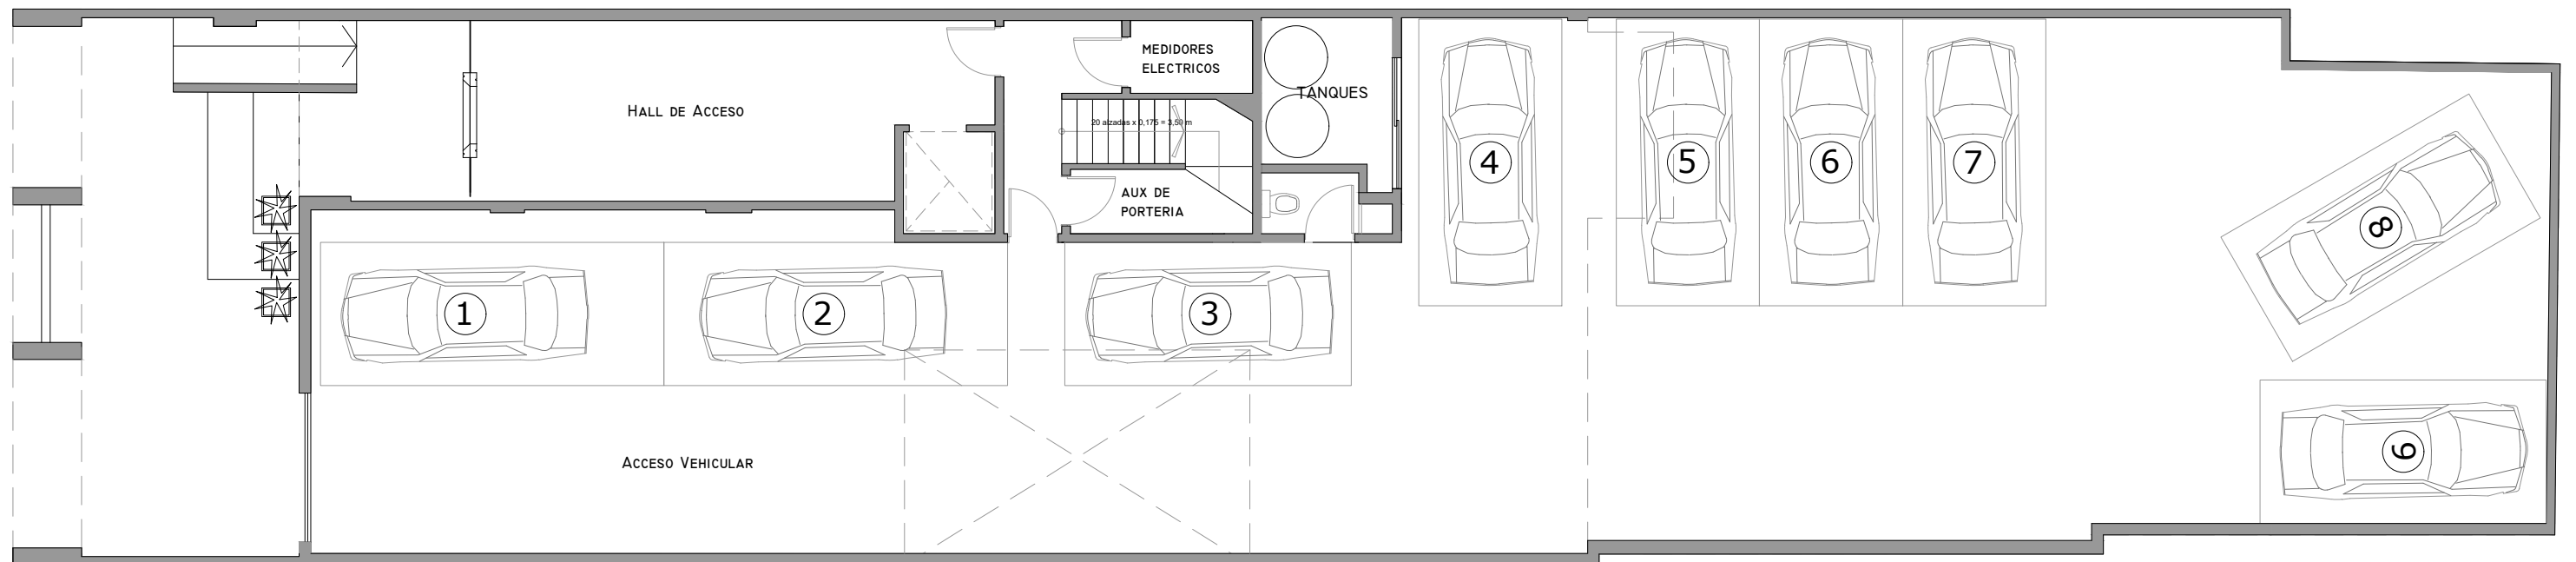 MEDIDORES
ELECTRICOS
HALL DE ACCESO
TANQUES
20 alzadas x 0,175 = 3,50 m
AUX DE
PORTERIA
4
5
6
7
8
1
2
3
9
ACCESO VEHICULAR